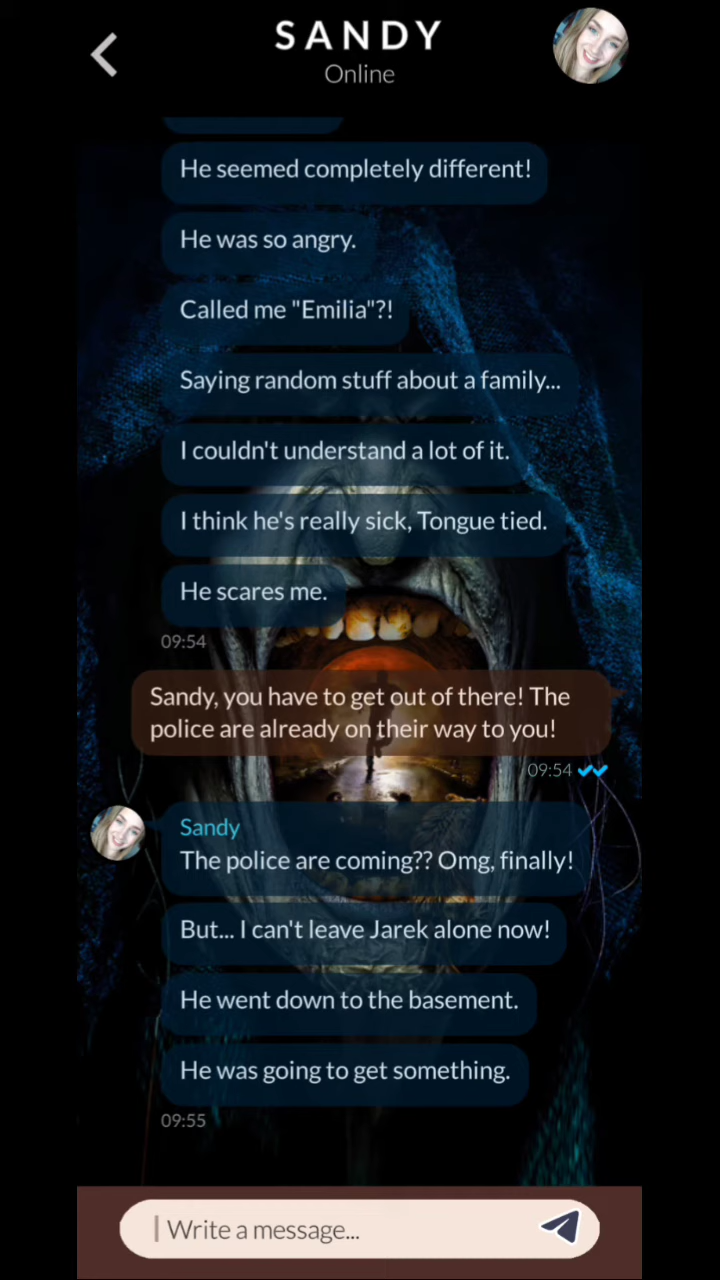 SANDY
Online
He seemed completely different!
He was so angry.
Called me "Emilia"?!
Saying random stuff about a family...
I couldn't understand a lot of it.
I think he's really sick, Tongue tied.
He scares me.
09:54
Sandy, you have to get out of there! The
police are already on their way to you!
09:54
Sandy
The police are coming?? Omg, finally!
But... I can't leave Jarek alone now!
He went down to the basement.
He was going to get something.
09:55
Write a message...